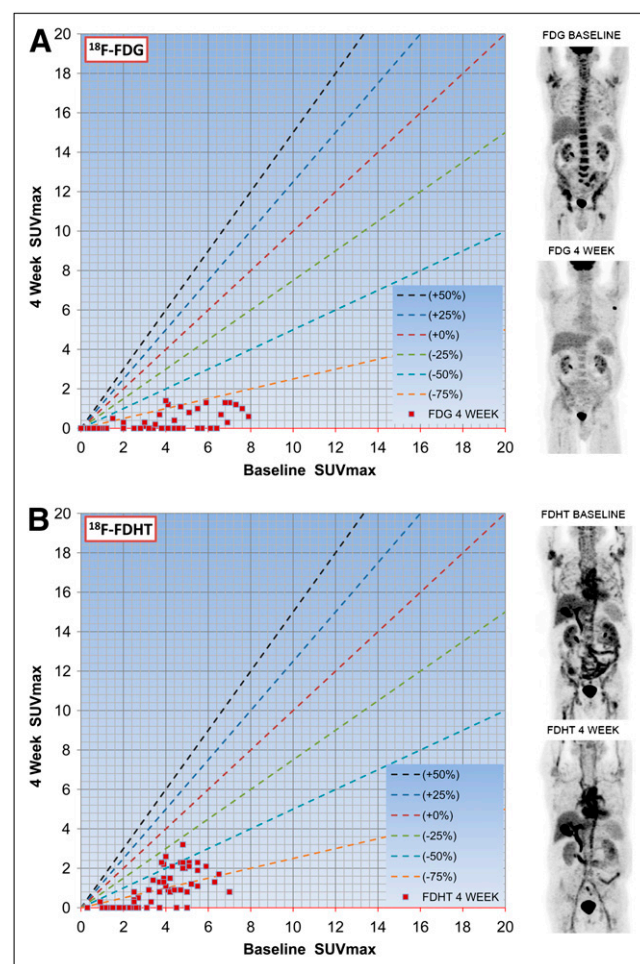 A
¹⁸F-FDG
20
18
16
14
12
10
8
6
4
2
0
4 Week SUVmax
0 2 4 6 8 10 12 14 16 18 20
Baseline SUVmax
(+50%)
(+25%)
(+0%)
(-25%)
(-50%)
(-75%)
FDG 4 WEEK
FDG BASELINE
FDG 4 WEEK
B
¹⁸F-FDHT
20
18
16
14
12
10
8
6
4
2
0
4 Week SUVmax
0 2 4 6 8 10 12 14 16 18 20
Baseline SUVmax
(+50%)
(+25%)
(+0%)
(-25%)
(-50%)
(-75%)
FDHT 4 WEEK
FDHT BASELINE
FDHT 4 WEEK